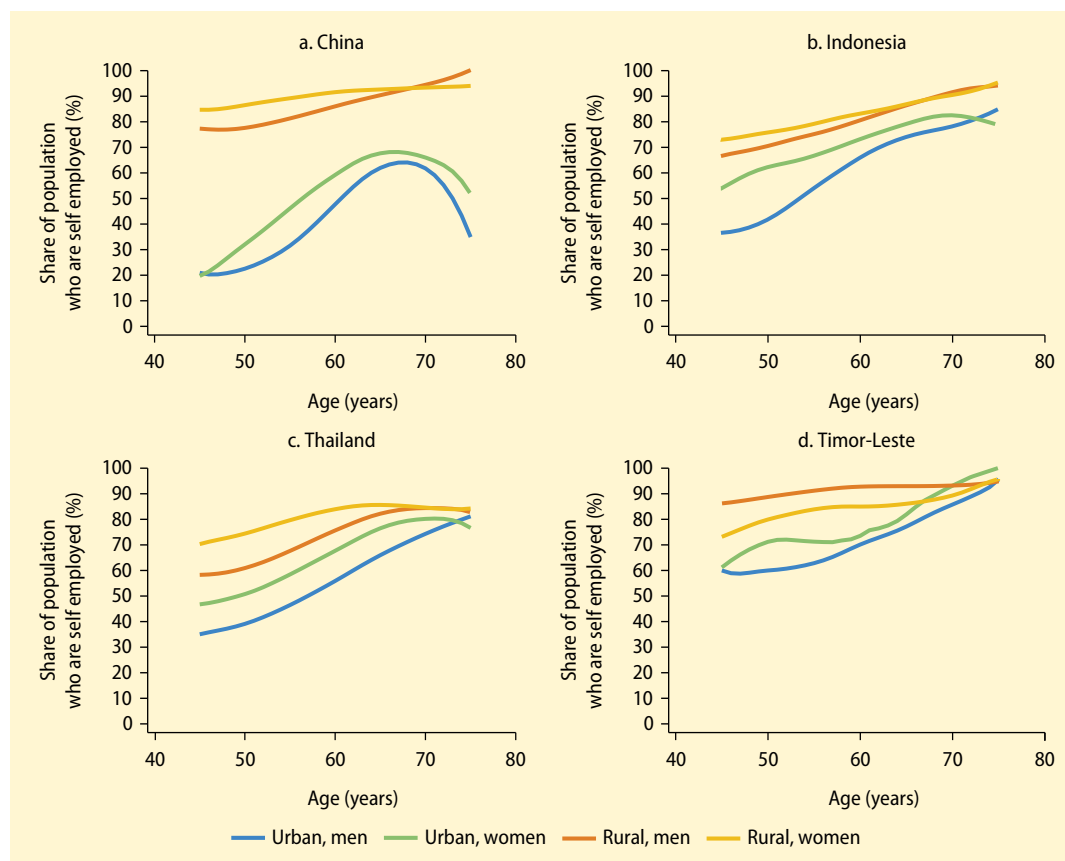 a. China
Share of population
who are self employed (%)
100
90
80
70
60
50
40
30
20
10
0
40 50 60 70 80
Age (years)
b. Indonesia
Share of population
who are self employed (%)
100
90
80
70
60
50
40
30
20
10
0
40 50 60 70 80
Age (years)
c. Thailand
Share of population
who are self employed (%)
100
90
80
70
60
50
40
30
20
10
0
40 50 60 70 80
Age (years)
d. Timor-Leste
Share of population
who are self employed (%)
100
90
80
70
60
50
40
30
20
10
0
40 50 60 70 80
Age (years)
Urban, men Urban, women Rural, men Rural, women